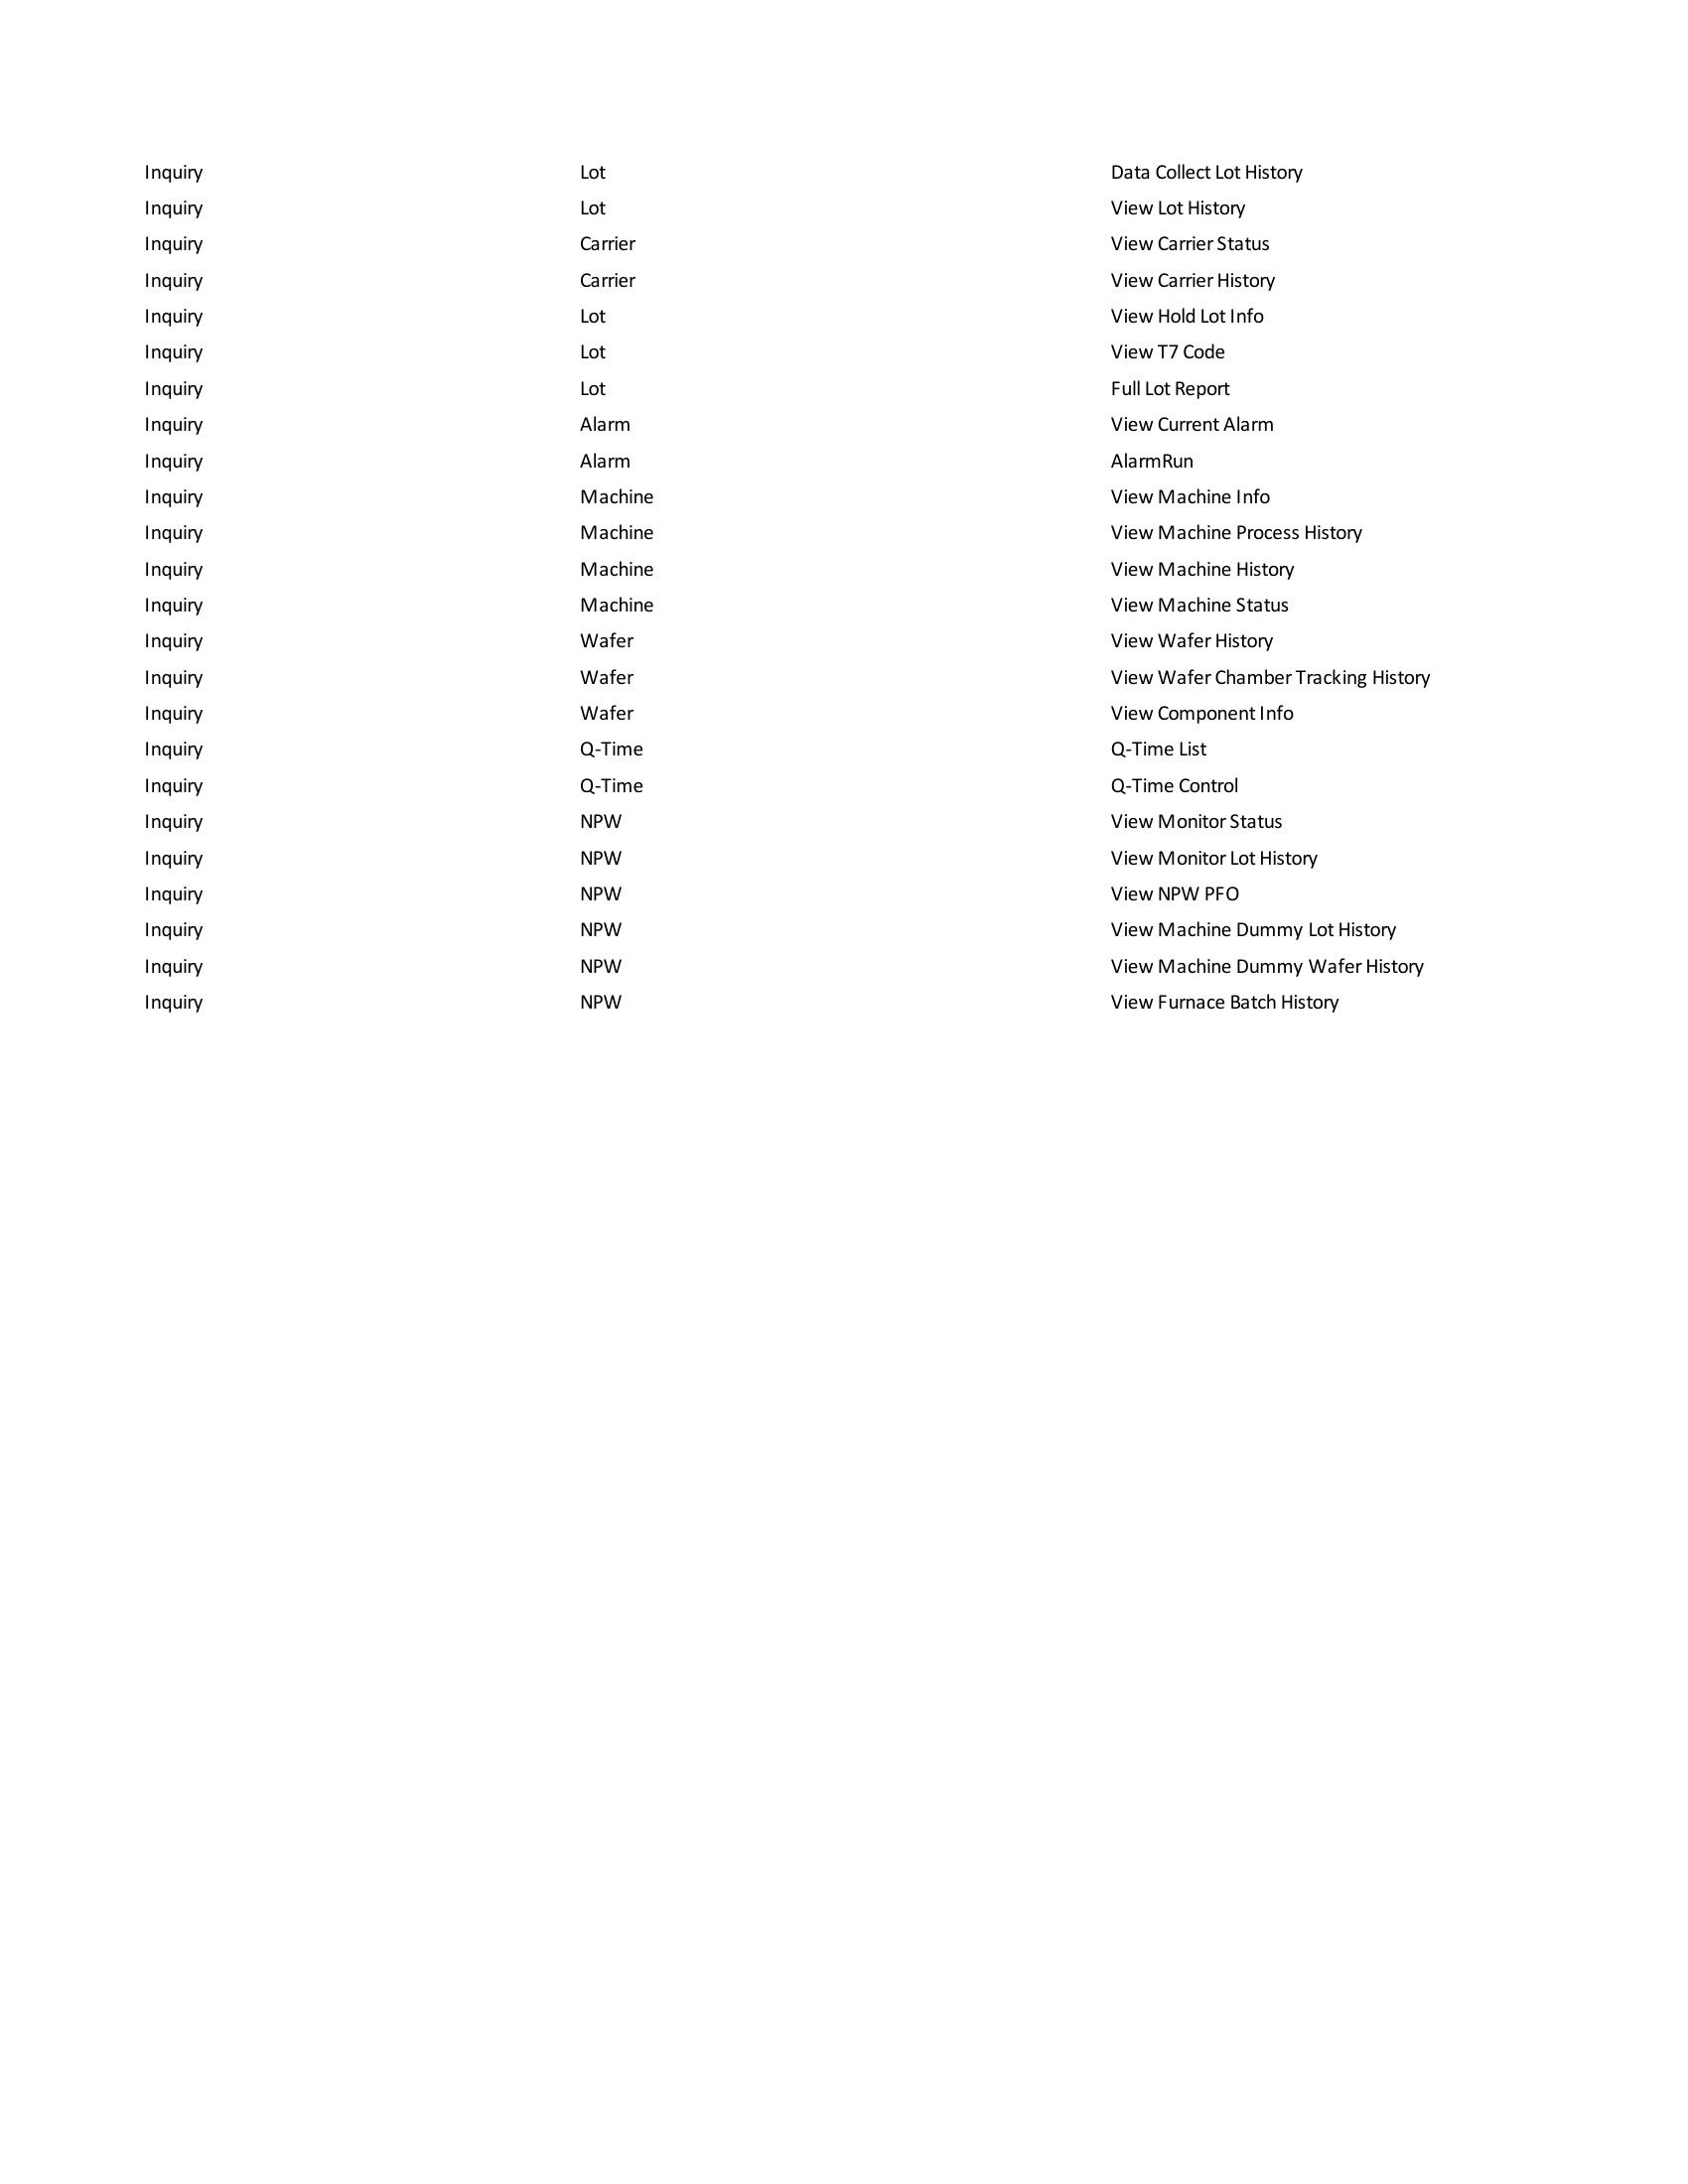 Inquiry Lot Data Collect Lot History
Inquiry Lot View Lot History
Inquiry Carrier View Carrier Status
Inquiry Carrier View Carrier History
Inquiry Lot View Hold Lot Info
Inquiry Lot View T7 Code
Inquiry Lot Full Lot Report
Inquiry Alarm View Current Alarm
Inquiry Alarm AlarmRun
Inquiry Machine View Machine Info
Inquiry Machine View Machine Process History
Inquiry Machine View Machine History
Inquiry Machine View Machine Status
Inquiry Wafer View Wafer History
Inquiry Wafer View Wafer Chamber Tracking History
Inquiry Wafer View Component Info
Inquiry Q-Time Q-Time List
Inquiry Q-Time Q-Time Control
Inquiry NPW View Monitor Status
Inquiry NPW View Monitor Lot History
Inquiry NPW View NPW PFO
Inquiry NPW View Machine Dummy Lot History
Inquiry NPW View Machine Dummy Wafer History
Inquiry NPW View Furnace Batch History